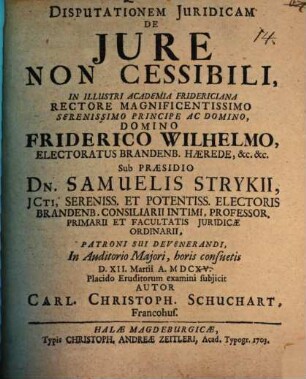 DISPUTATIONEM JURIDICAM
DE
14.
JURE
NON CESSIBILI,
IN ILLUSTRI ACADEMIA FRIDERICIANA
RECTORE MAGNIFICENTISSIMO
SERENISSIMO PRINCIPE AC DOMINO,
DOMINO
FRIDERICO WILHELMO,
ELECTORATUS BRANDENB. HÆREDE, &c. &c.
Sub PRÆSIDIO
DN. SAMUELIS STRYKII,
JCTI, SERENISS. ET POTENTISS. ELECTORIS
BRANDENB. CONSILIARII INTIMI, PROFESSOR.
PRIMARII ET FACULTATIS JURIDICÆ
ORDINARII,
PATRONI SUI DEVENERANDI,
In Auditorio Majori, horis consuetis
D. XII. Martii A. MDCXV.
Placido Eruditorum examini subjicit
AUTOR
CARL. CHRISTOPH. SCHUCHART,
Francohus.
HALÆ MAGDEBURGICÆ,
Typis CHRISTOPH. ANDREÆ ZEITLERI, Acad. Typogr. 1703.